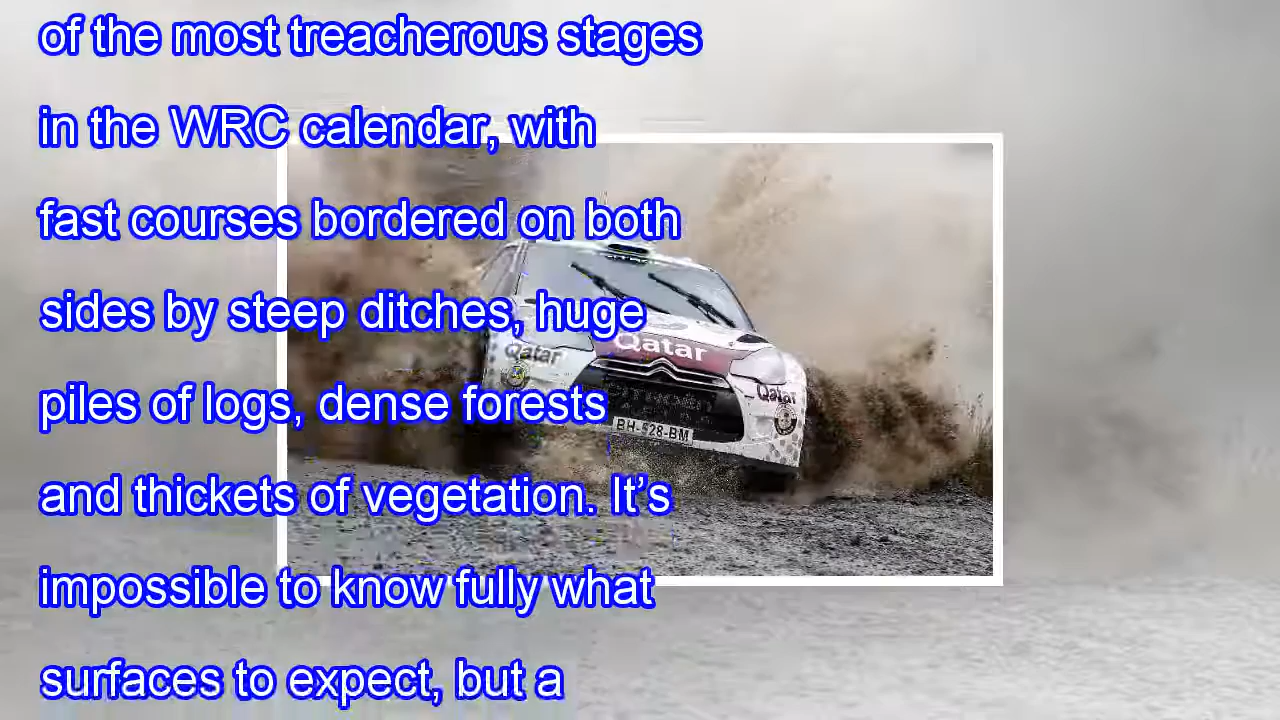 of the most treacherous stages
in the WRC calendar, with
fast courses bordered on both
sides by steep ditches, huge
piles of logs, dense forests
and thickets of vegetation. It’s
impossible to know fully what
surfaces to expect, but a
Qatar
Qatar
Qatar
CITROËN
BH-628-BM